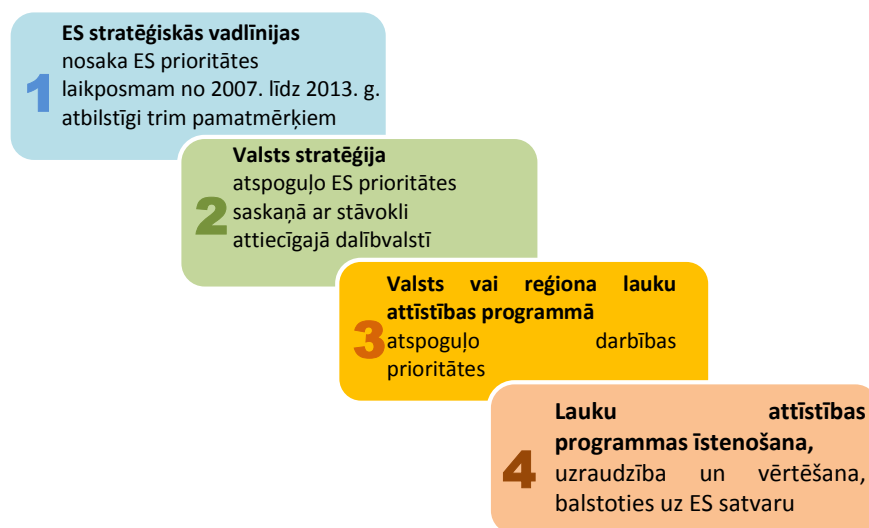 ES stratēģiskās vadlīnijas
nosaka ES prioritātes
1 laikposmam no 2007. līdz 2013. g.
atbilstīgi trim pamatmērķiem
Valsts stratēģija
atspoguļo ES prioritātes
2 saskaņā ar stāvokli
attiecīgajā dalībvalstī
Valsts vai reģiona lauku
attīstības programmā
3 atspoguļo darbības
prioritātes
Lauku attīstības
programmas īstenošana,
4 uzraudzība un vērtēšana,
balstoties uz ES satvaru